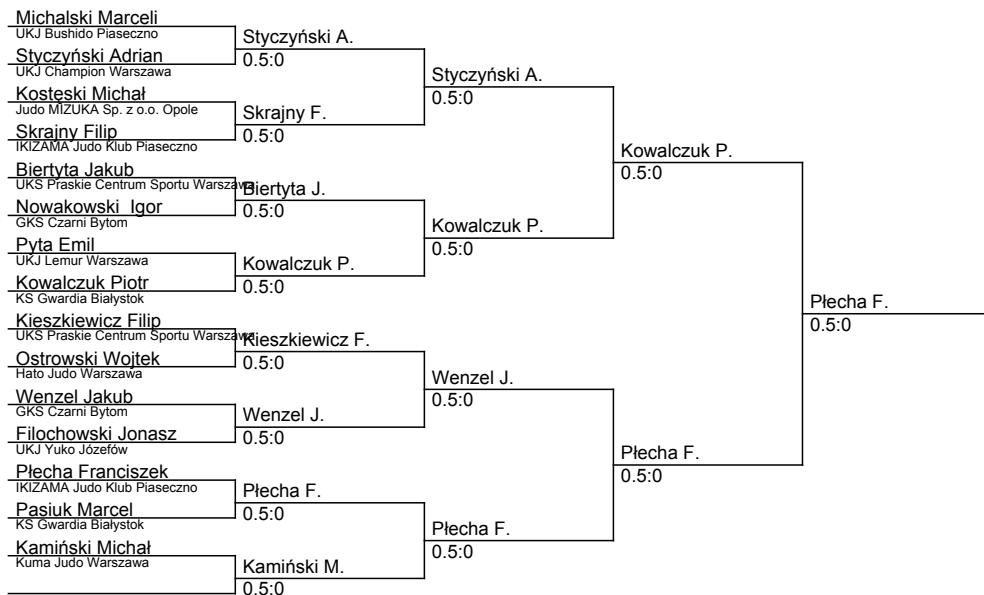 Michalski Marceli
UKJ Bushido Piaseczno
Styczyński Adrian
UKJ Champion Warszawa
Kostęski Michał
Judo MIZUKA Sp. z o.o. Opole
Skrajny Filip
IKIZAMA Judo Klub Piaseczno
Biertyta Jakub
UKS Praskie Centrum Sportu Warszawa
Nowakowski  Igor
GKS Czarni Bytom
Pyta Emil
UKJ Lemur Warszawa
Kowalczuk Piotr
KS Gwardia Białystok
Kieszkiewicz Filip
UKS Praskie Centrum Sportu Warszawa
Ostrowski Wojtek
Hato Judo Warszawa
Wenzel Jakub
GKS Czarni Bytom
Filochowski Jonasz
UKJ Yuko Józefów
Płecha Franciszek
IKIZAMA Judo Klub Piaseczno
Pasiuk Marcel
KS Gwardia Białystok
Kamiński Michał
Kuma Judo Warszawa
Styczyński A.
0.5:0
Skrajny F.
0.5:0
Biertyta J.
0.5:0
Kowalczuk P.
0.5:0
Kieszkiewicz F.
0.5:0
Wenzel J.
0.5:0
Płecha F.
0.5:0
Kamiński M.
0.5:0
Styczyński A.
0.5:0
Kowalczuk P.
0.5:0
Wenzel J.
0.5:0
Płecha F.
0.5:0
Kowalczuk P.
0.5:0
Płecha F.
0.5:0
Płecha F.
0.5:0